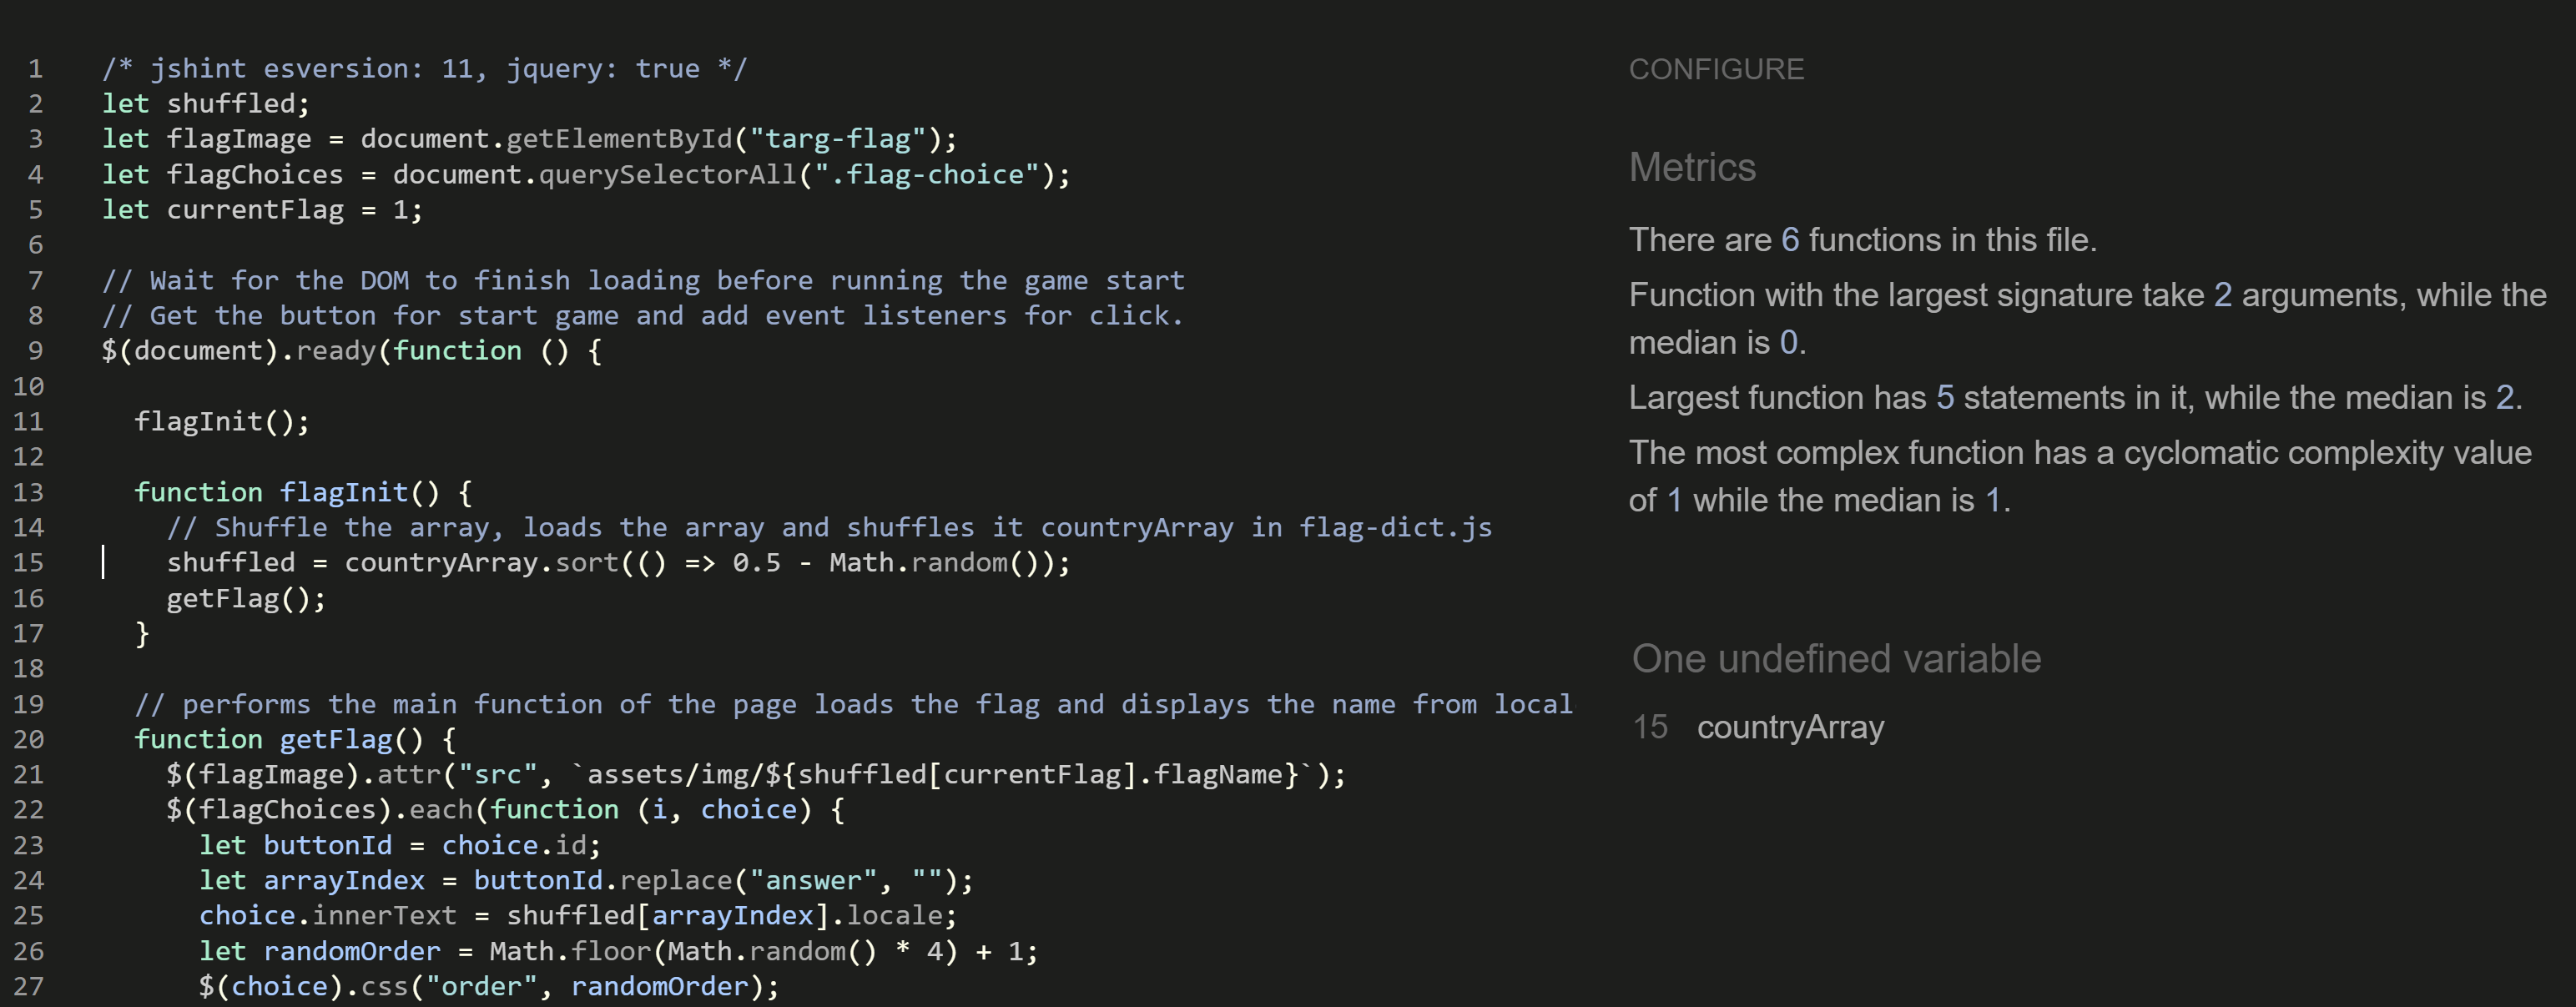 1 /* jshint esversion: 11, jquery: true */
2 let shuffled;
3 let flagImage = document.getElementById("targ-flag");
4 let flagChoices = document.querySelectorAll(".flag-choice");
5 let currentFlag = 1;
6
7 // Wait for the DOM to finish loading before running the game start
8 // Get the button for start game and add event listeners for click.
9 $(document).ready(function () {
10
11   flagInit();
12
13   function flagInit() {
14     // Shuffle the array, loads the array and shuffles it countryArray in flag-dict.js
15     shuffled = countryArray.sort(() => 0.5 - Math.random());
16     getFlag();
17   }
18
19   // performs the main function of the page loads the flag and displays the name from local
20   function getFlag() {
21     $(flagImage).attr("src", `assets/img/${shuffled[currentFlag].flagName}`);
22     $(flagChoices).each(function (i, choice) {
23       let buttonId = choice.id;
24       let arrayIndex = buttonId.replace("answer", "");
25       choice.innerText = shuffled[arrayIndex].locale;
26       let randomOrder = Math.floor(Math.random() * 4) + 1;
27       $(choice).css("order", randomOrder);
CONFIGURE
Metrics
There are 6 functions in this file.
Function with the largest signature take 2 arguments, while the
median is 0.
Largest function has 5 statements in it, while the median is 2.
The most complex function has a cyclomatic complexity value
of 1 while the median is 1.
One undefined variable
15 countryArray